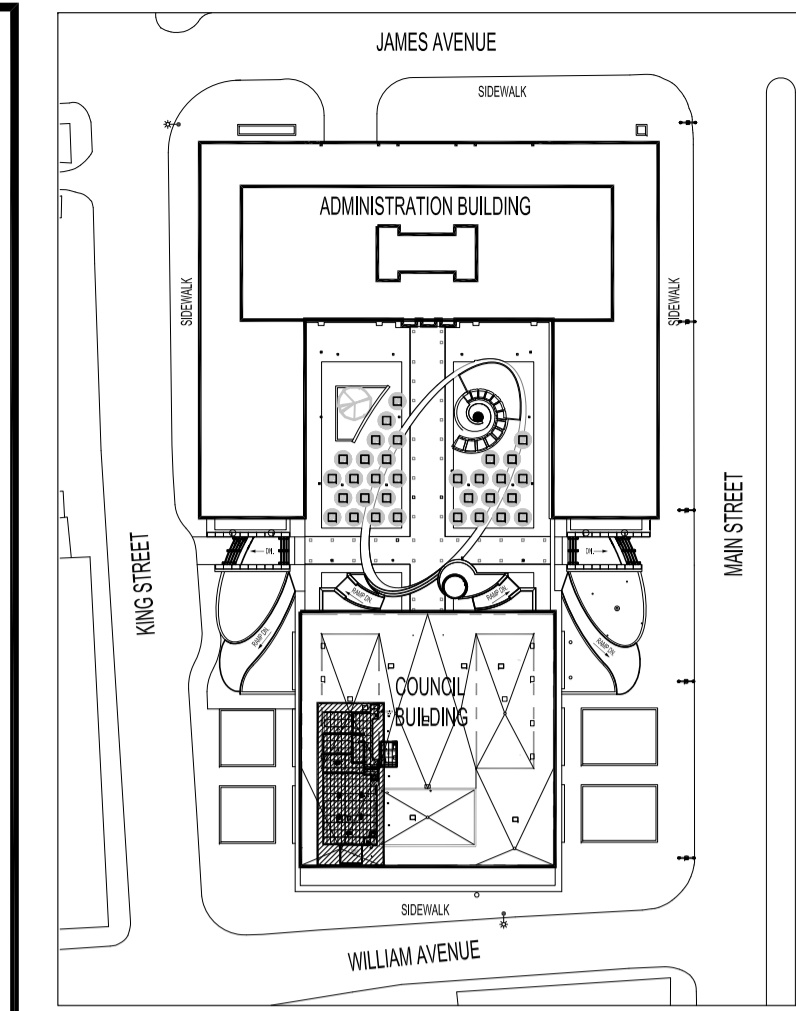 JAMES AVENUE
SIDEWALK
ADMINISTRATION BUILDING
SIDEWALK
SIDEWALK
MAIN STREET
KING STREET
DN.
DN.
RAMP DN.
RAMP DN.
RAMP DN.
RAMP DN.
COUNCIL
BUILDING
SIDEWALK
WILLIAM AVENUE